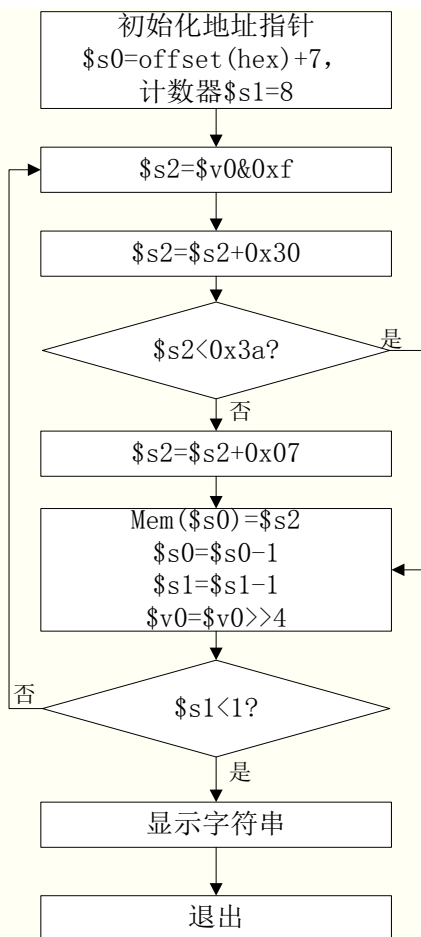 初始化地址指针
$s0=offset(hex)+7,
计数器$s1=8
$s2=$v0&0xf
$s2=$s2+0x30
$s2<0x3a?
是
否
$s2=$s2+0x07
Mem($s0)=$s2
$s0=$s0-1
$s1=$s1-1
$v0=$v0>>4
$s1<1?
否
是
显示字符串
退出